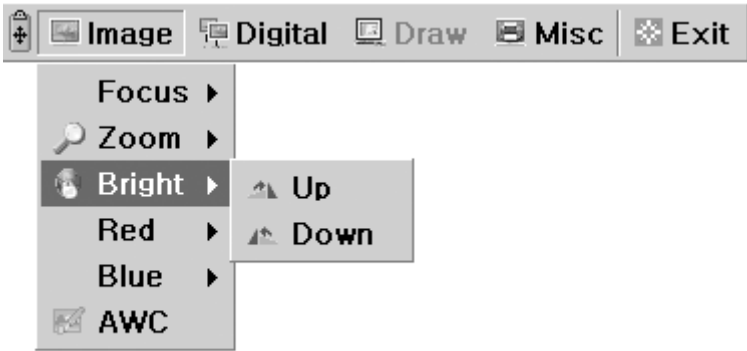 Image Digital Draw Misc Exit
Focus
Zoom
Bright
Up
Red
Down
Blue
AWC